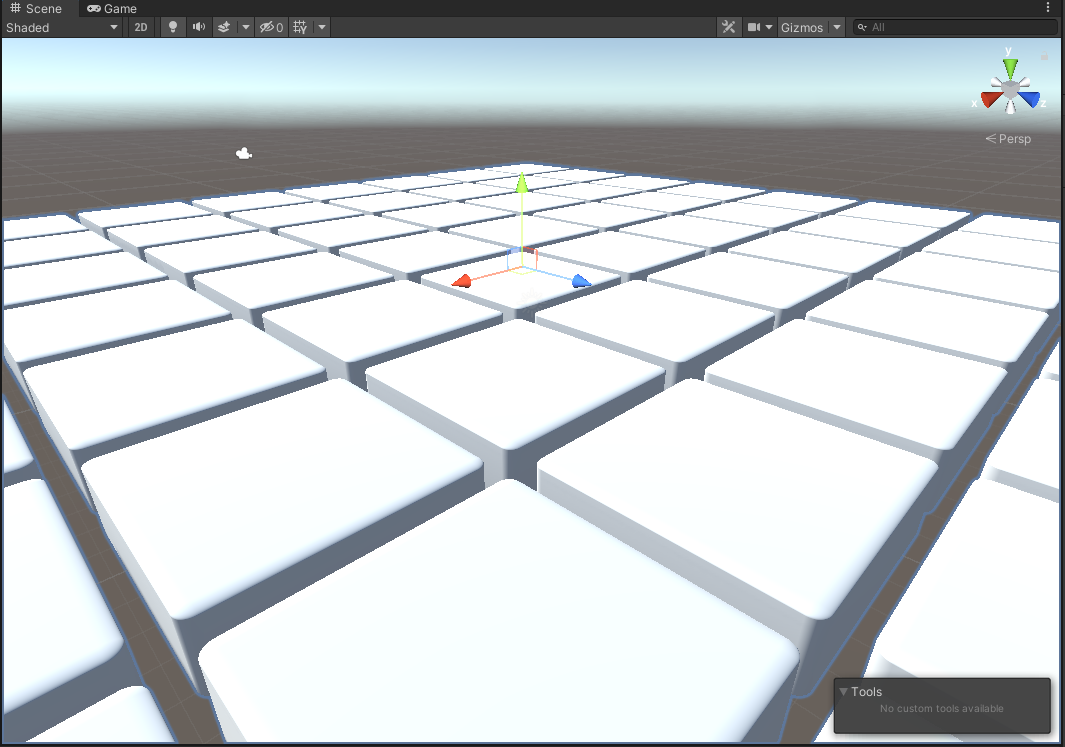 Scene Game
Shaded 2D 0 Gizmos All
y
x z
Persp
Tools
No custom tools available